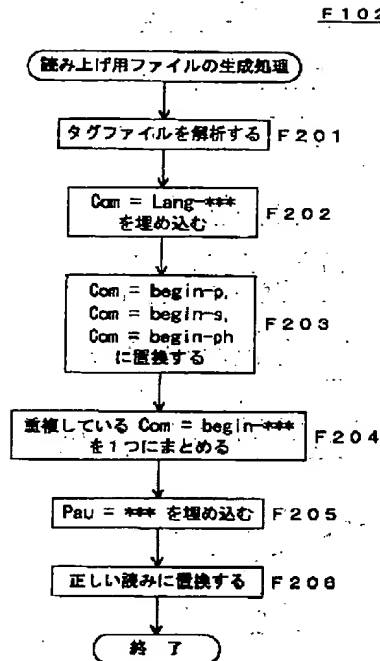 F102
読み上げ用ファイルの生成処理
タグファイルを解析する F201
Com = Lang-***
を埋め込む
F202
Com = begin-p,
Com = begin-s,
Com = begin-ph
に置換する
F203
重複している Com = begin-***
を1つにまとめる
F204
Pau = *** を埋め込む F205
正しい読みに置換する F206
終了